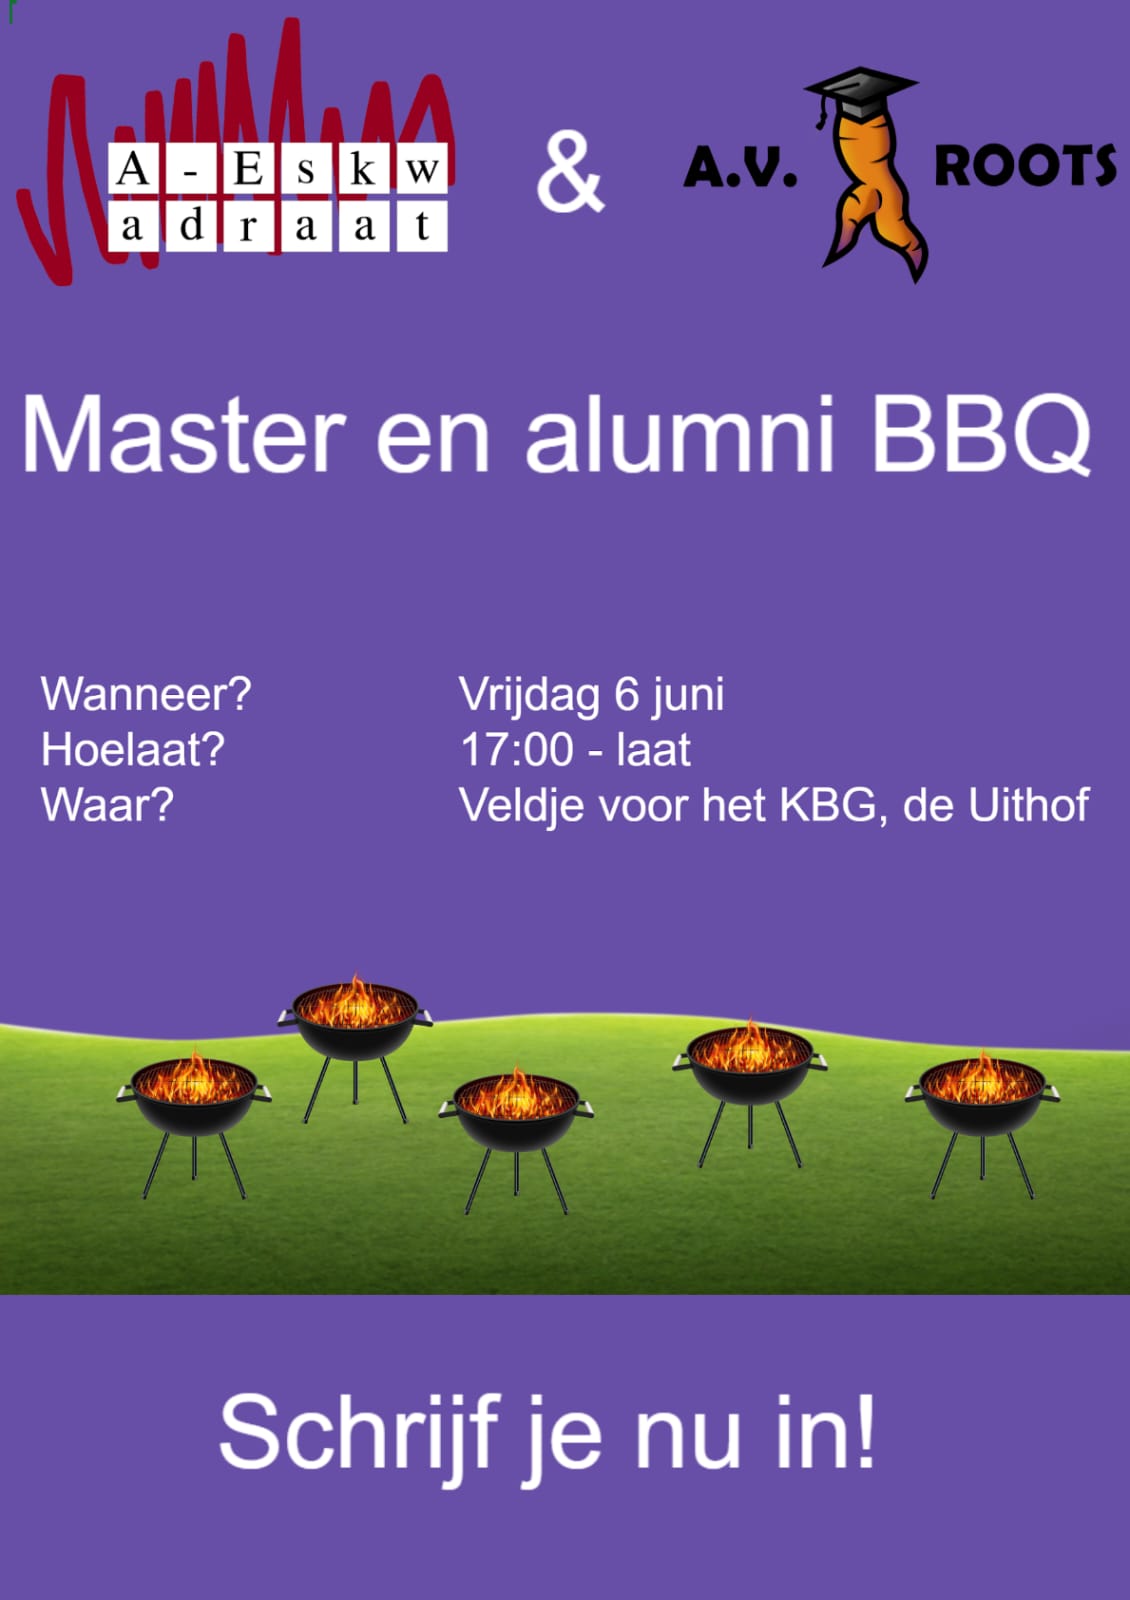 A-Eskw
adraat
&
A.V. ROOTS
Master en alumni BBQ
Wanneer? Vrijdag 6 juni
Hoelaat? 17:00 - laat
Waar? Veldje voor het KBG, de Uithof
Schrijf je nu in!